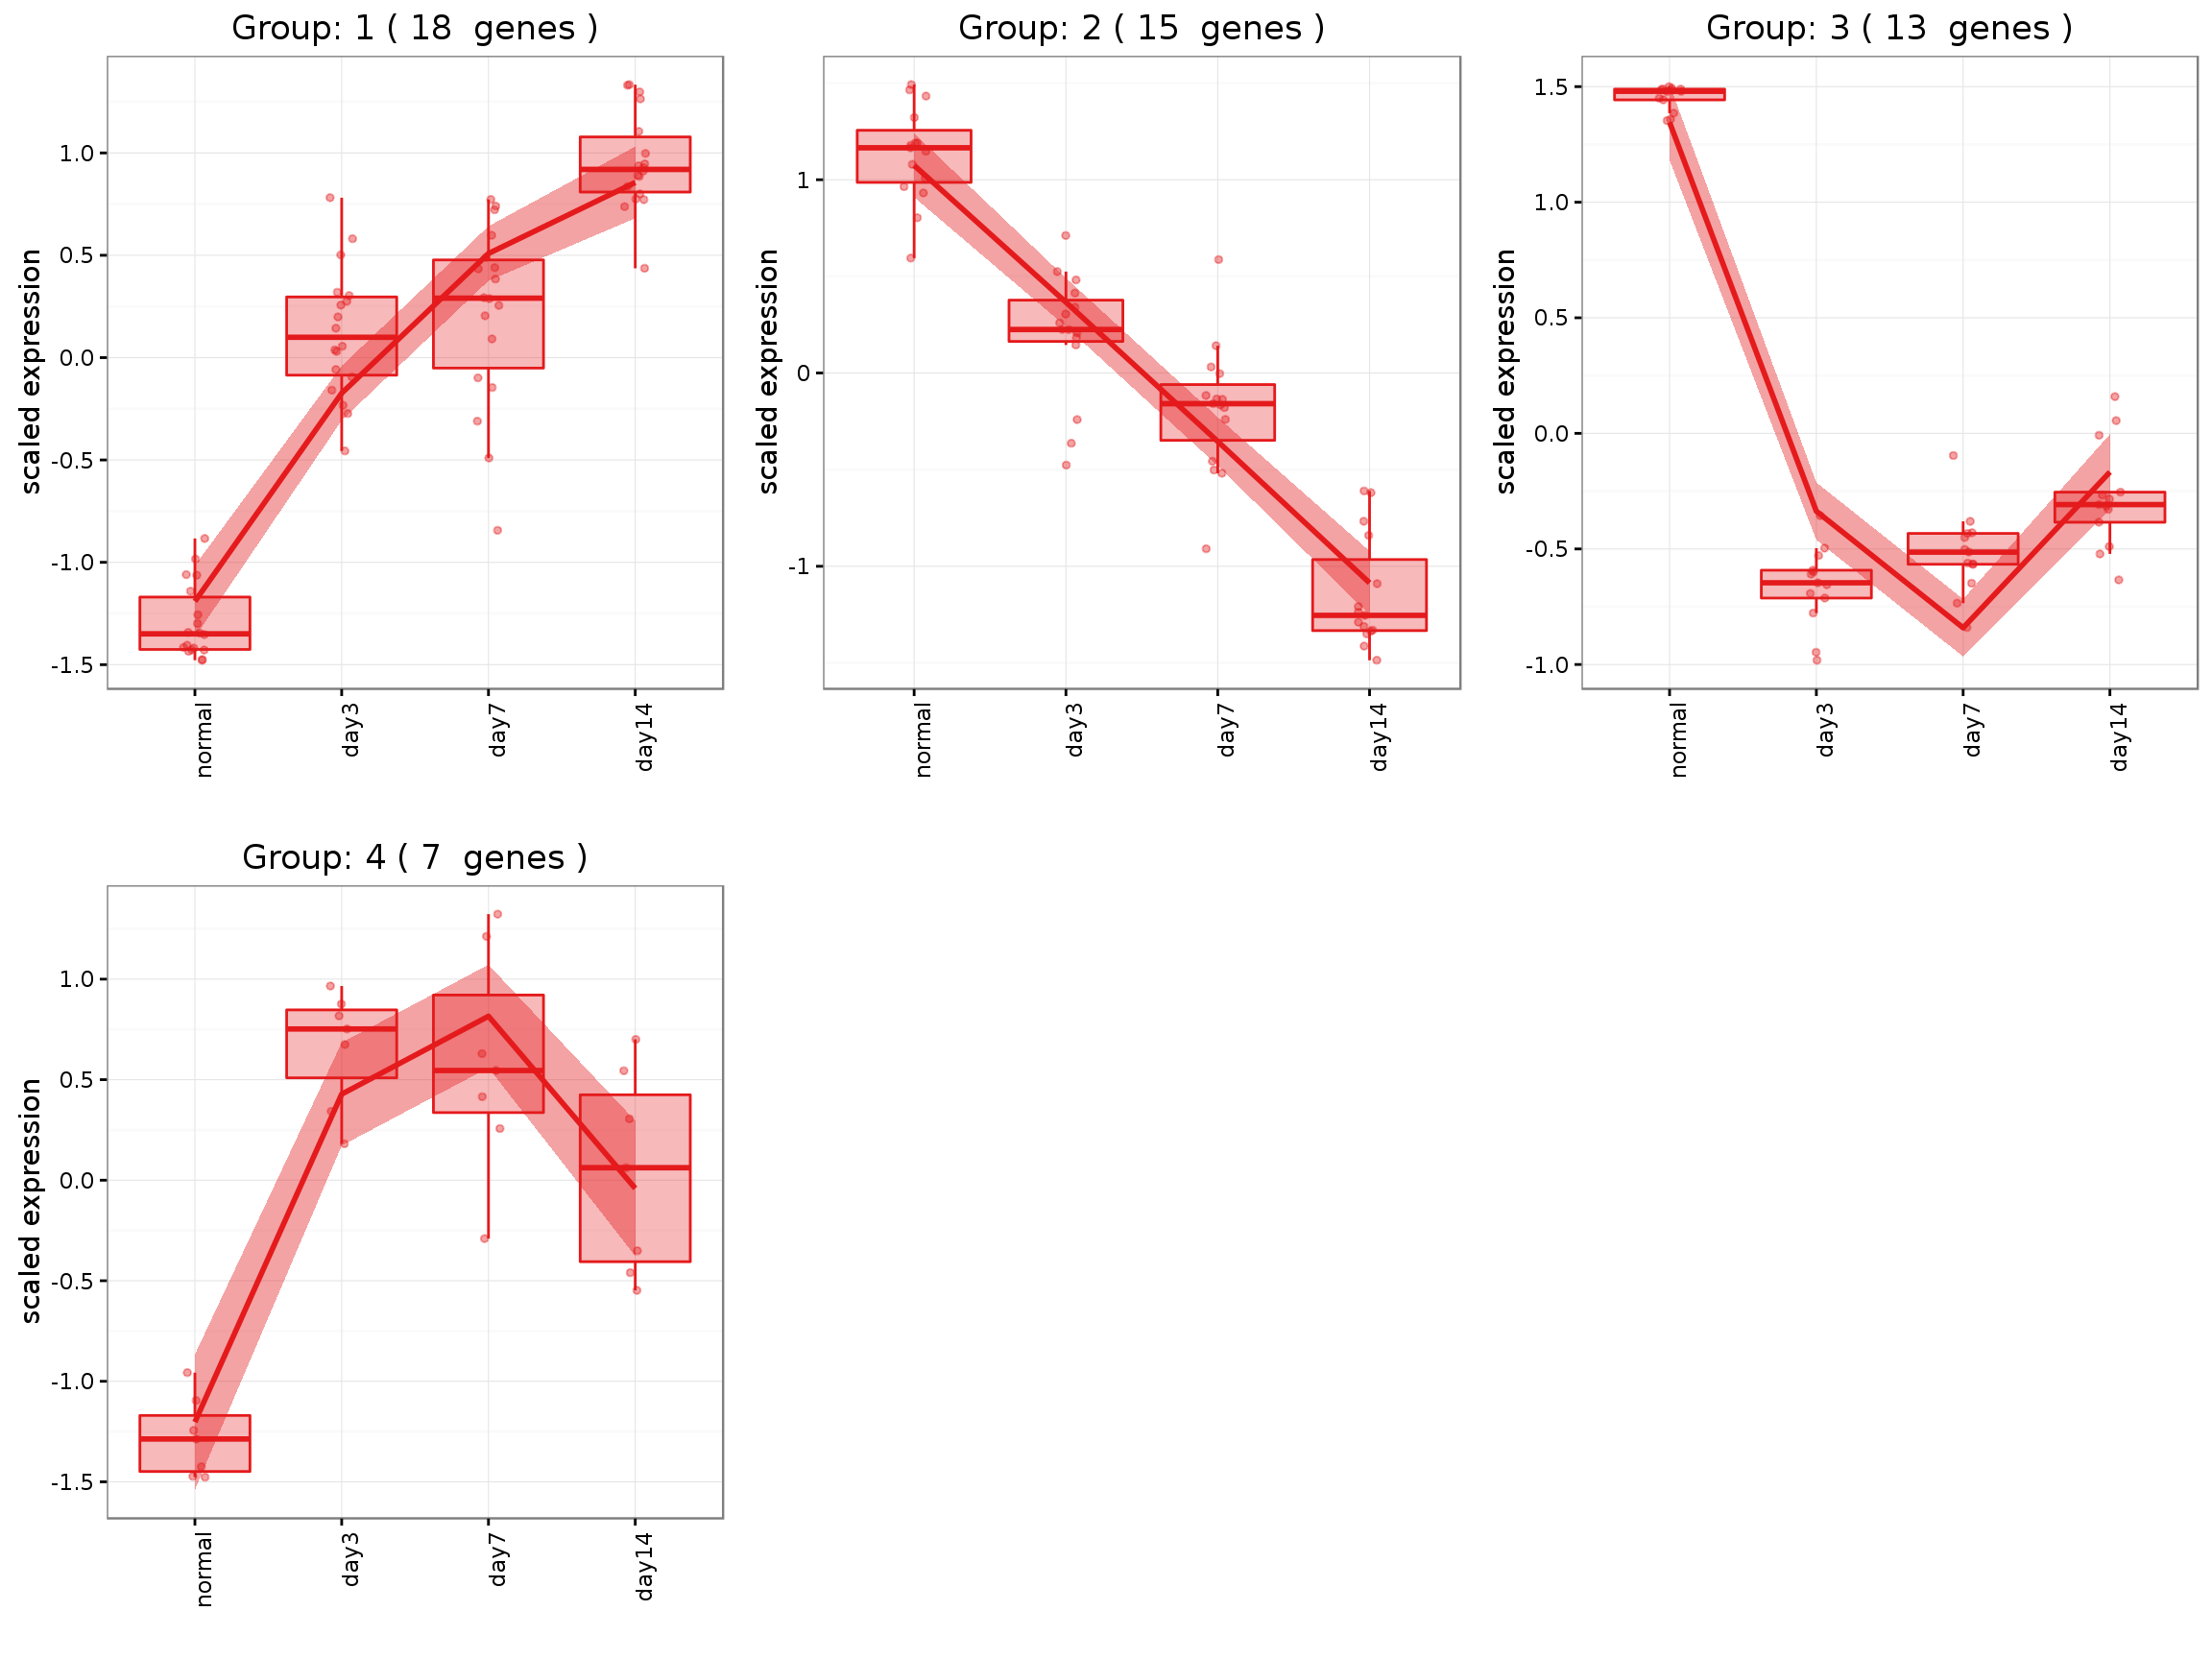 Group: 1 ( 18  genes )
scaled expression
1.0
0.5
0.0
-0.5
-1.0
-1.5
normal
day3
day7
day14
Group: 2 ( 15  genes )
scaled expression
1
0
-1
normal
day3
day7
day14
Group: 3 ( 13  genes )
scaled expression
1.5
1.0
0.5
0.0
-0.5
-1.0
normal
day3
day7
day14
Group: 4 ( 7  genes )
scaled expression
1.0
0.5
0.0
-0.5
-1.0
-1.5
normal
day3
day7
day14